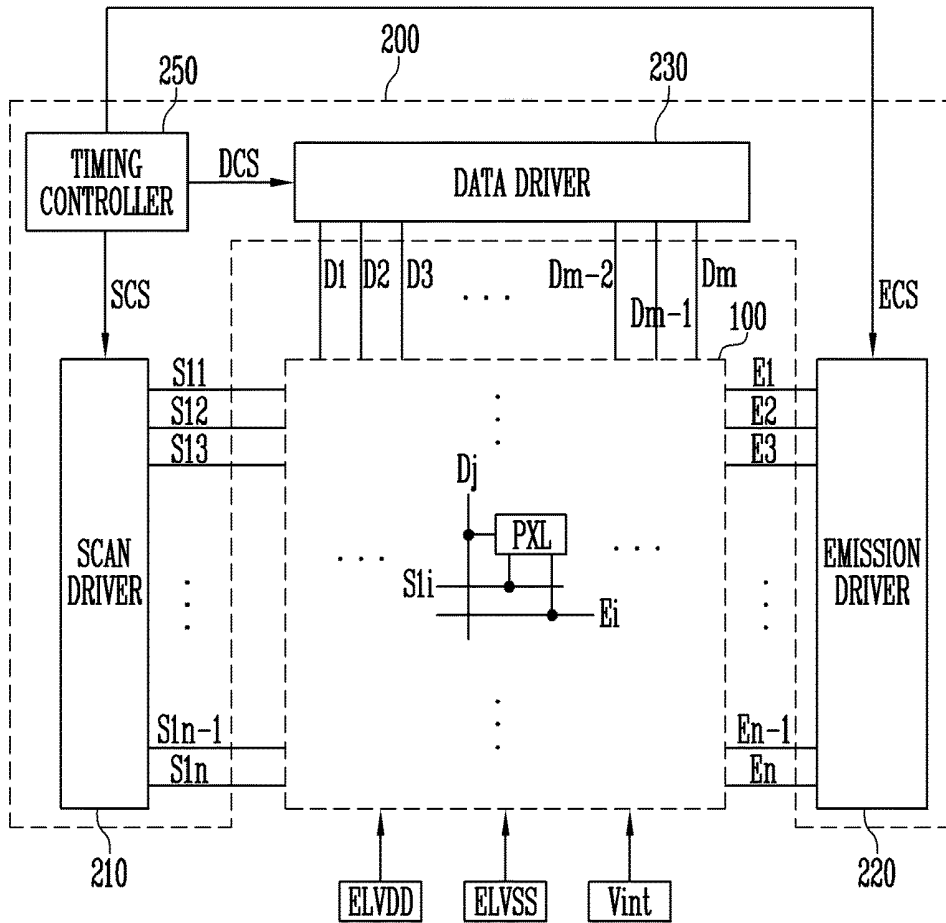 200
250
230
TIMING
CONTROLLER
DCS
DATA DRIVER
D1
D2
D3
. . .
Dm-2
Dm-1
Dm
SCS
ECS
100
S11
S12
S13
E1
E2
E3
Dj
PXL
SCAN
DRIVER
. . .
. . .
EMISSION
DRIVER
S1i
Ei
S1n-1
S1n
En-1
En
210
220
ELVDD
ELVSS
Vint